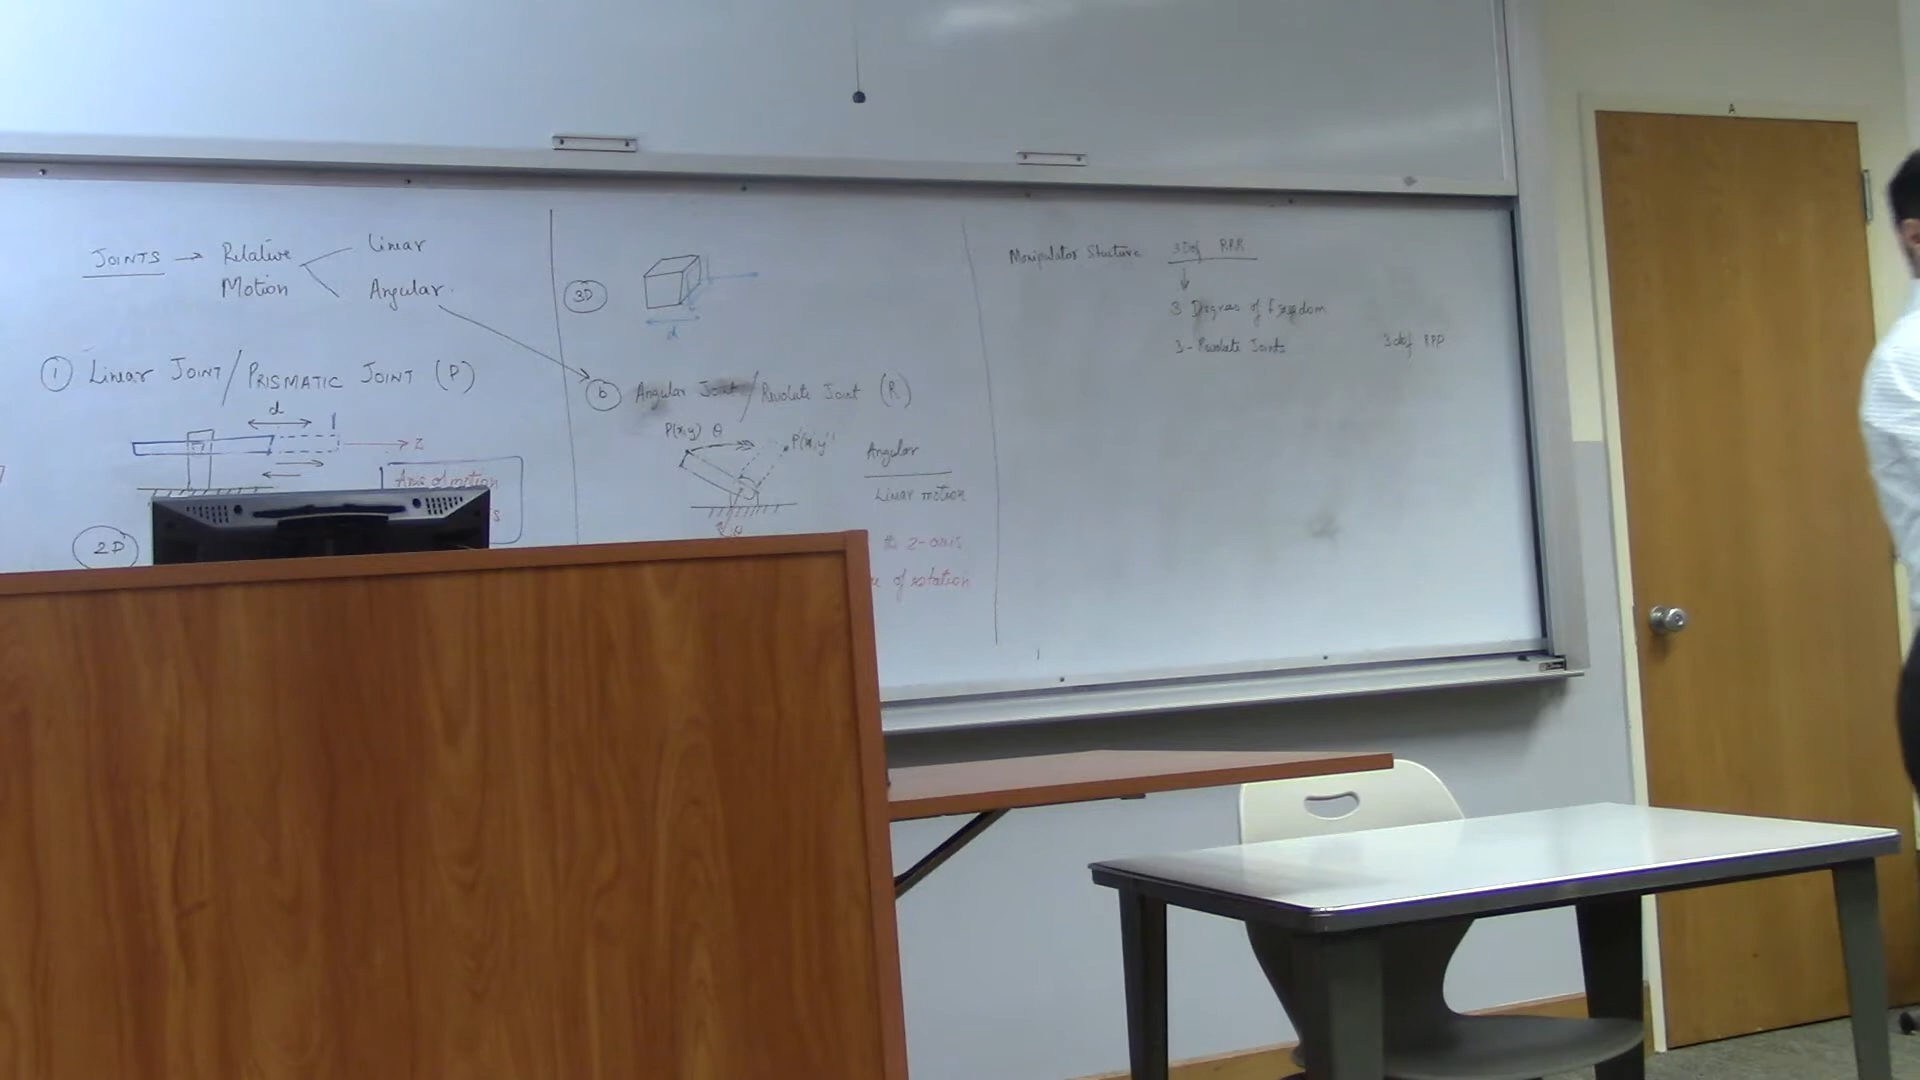 JOINTS → Relative Motion
Linear
Angular
① Linear JOINT / PRISMATIC JOINT (P)
d
Z
Axis of motion
2D
3D
d
⑥ Angular Joint / Revolute Joint (R)
P(x,y) θ
P'(x',y')
θ
Angular
Linear motion
the Z-axis
of rotation
Manipulator Structure 3 Dof RRR
↓
3 Degrees of freedom
3 - Revolute Joints
3 dof RPP
A